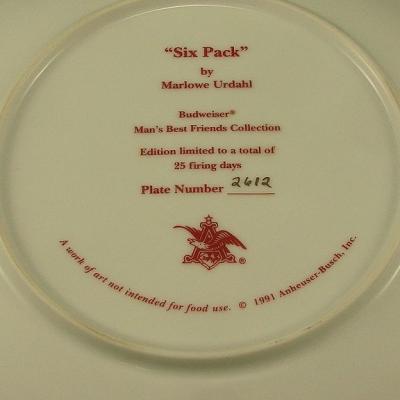 “Six Pack”
by
Marlowe Urdahl
Budweiser®
Man's Best Friends Collection
Edition limited to a total of
25 firing days
Plate Number 2612
®
A work of art not intended for food use. © 1991 Anheuser-Busch, Inc.